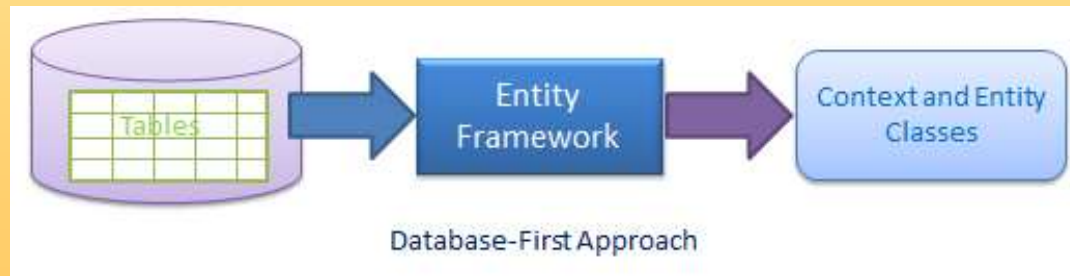 Tables
Entity
Framework
Context and Entity
Classes
Database-First Approach